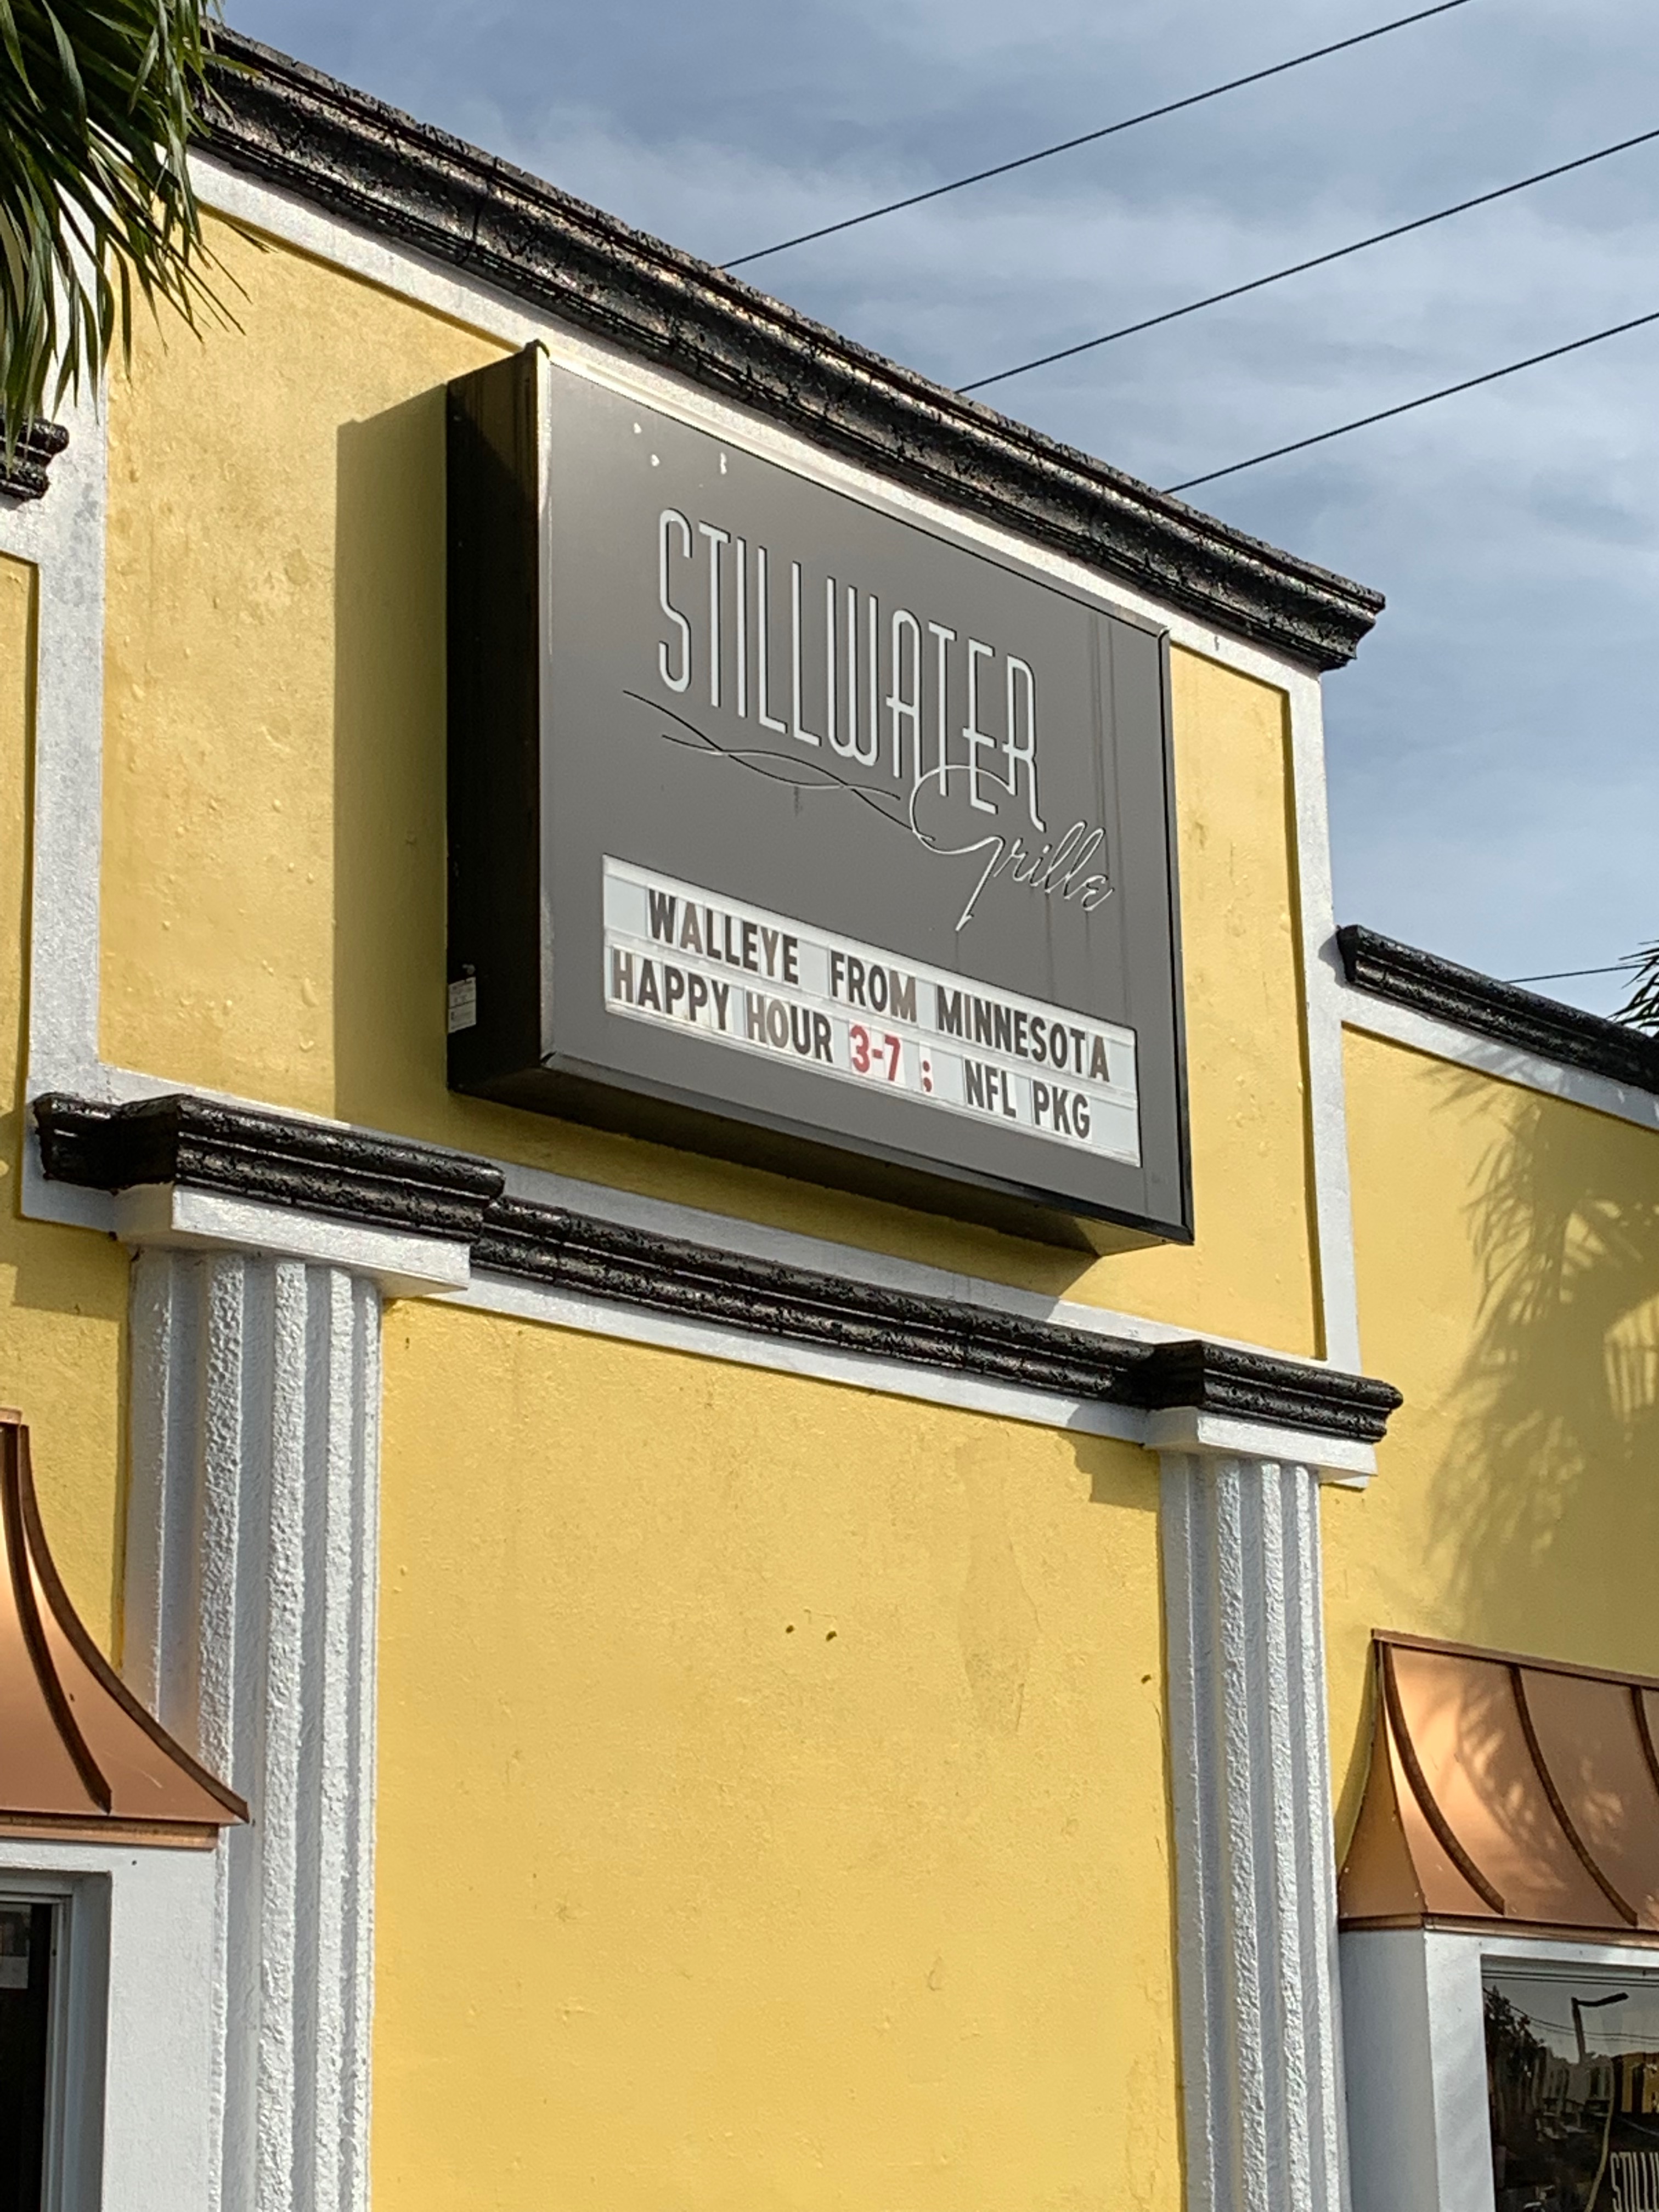 STILLWATER
Grille
WALLEYE FROM MINNESOTA
HAPPY HOUR 3-7 ; NFL PKG